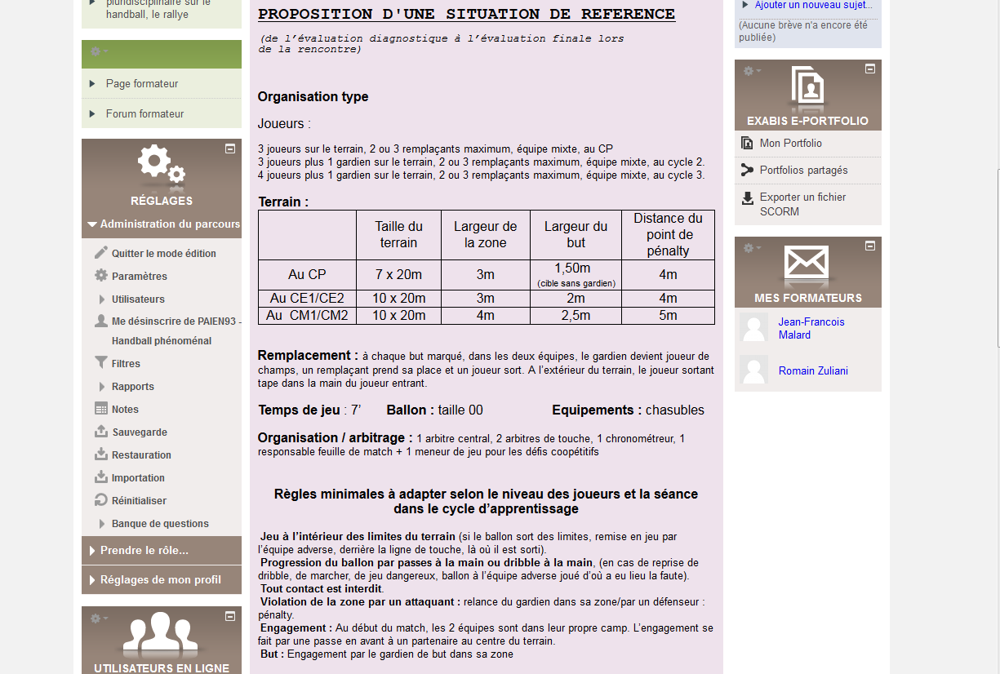 pluridisciplinaire sur le
handball, le rallye
Page formateur
Forum formateur
RÉGLAGES
Administration du parcours
Quitter le mode édition
Paramètres
Utilisateurs
Me désinscrire de PAIEN93 -
Handball phénoménal
Filtres
Rapports
Notes
Sauvegarde
Restauration
Importation
Réinitialiser
Banque de questions
Prendre le rôle...
Réglages de mon profil
UTILISATEURS EN LIGNE
PROPOSITION D'UNE SITUATION DE REFERENCE
(de l’évaluation diagnostique à l’évaluation finale lors
de la rencontre)
Organisation type
Joueurs :
3 joueurs sur le terrain, 2 ou 3 remplaçants maximum, équipe mixte, au CP
3 joueurs plus 1 gardien sur le terrain, 2 ou 3 remplaçants maximum, équipe mixte, au cycle 2.
4 joueurs plus 1 gardien sur le terrain, 2 ou 3 remplaçants maximum, équipe mixte, au cycle 3.
Terrain :
Taille du terrain Largeur de la zone Largeur du but Distance du point de pénalty
Au CP 7 x 20m 3m 1,50m (cible sans gardien) 4m
Au CE1/CE2 10 x 20m 3m 2m 4m
Au CM1/CM2 10 x 20m 4m 2,5m 5m
Remplacement : à chaque but marqué, dans les deux équipes, le gardien devient joueur de
champs, un remplaçant prend sa place et un joueur sort. A l’extérieur du terrain, le joueur sortant
tape dans la main du joueur entrant.
Temps de jeu : 7’ Ballon : taille 00 Equipements : chasubles
Organisation / arbitrage : 1 arbitre central, 2 arbitres de touche, 1 chronométreur, 1
responsable feuille de match + 1 meneur de jeu pour les défis coopétitifs
Règles minimales à adapter selon le niveau des joueurs et la séance
dans le cycle d’apprentissage
Jeu à l’intérieur des limites du terrain (si le ballon sort des limites, remise en jeu par
l’équipe adverse, derrière la ligne de touche, là où il est sorti).
Progression du ballon par passes à la main ou dribble à la main, (en cas de reprise de
dribble, de marcher, de jeu dangereux, ballon à l’équipe adverse joué d’où a eu lieu la faute).
Tout contact est interdit.
Violation de la zone par un attaquant : relance du gardien dans sa zone/par un défenseur :
pénalty.
Engagement : Au début du match, les 2 équipes sont dans leur propre camp. L’engagement se
fait par une passe en avant à un partenaire au centre du terrain.
But : Engagement par le gardien de but dans sa zone
Ajouter un nouveau sujet...
(Aucune brève n'a encore été
publiée)
EXABIS E-PORTFOLIO
Mon Portfolio
Portfolios partagés
Exporter un fichier
SCORM
MES FORMATEURS
Jean-Francois
Malard
Romain Zuliani